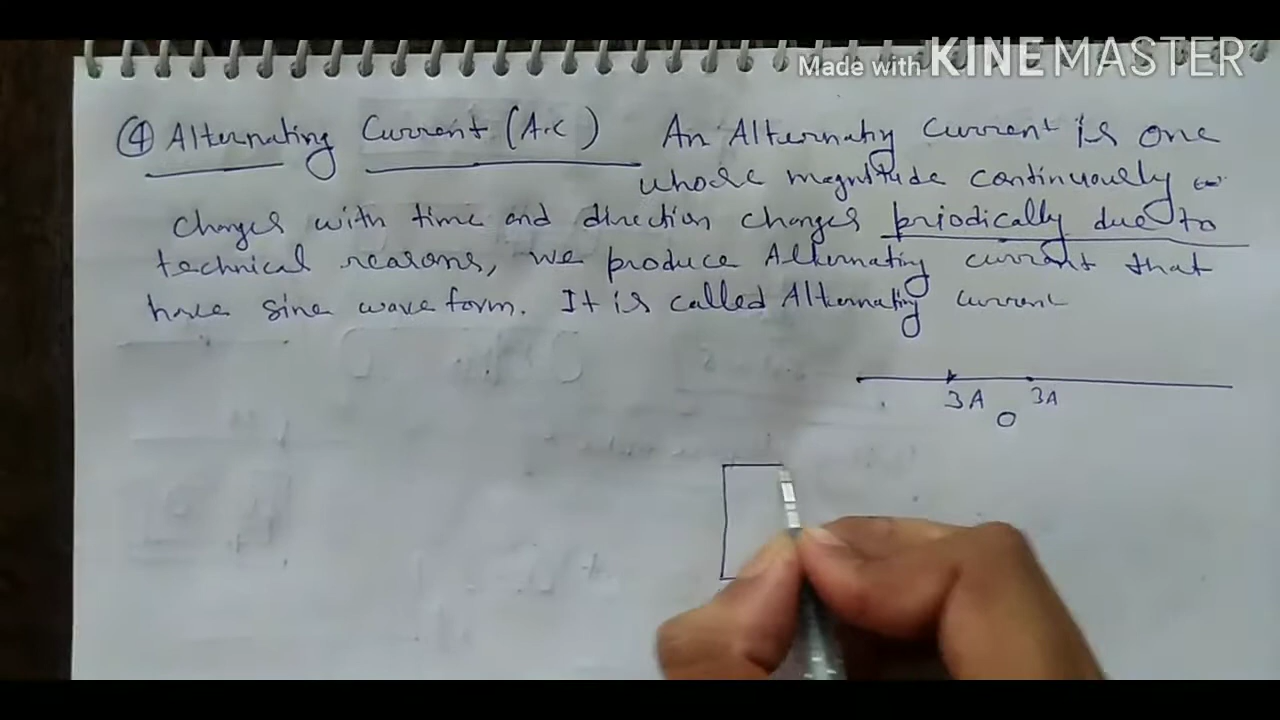 Made with KINEMASTER
④ Alternating Current (A.C) An Alternating Current is one
whose magnitude continuously
changes with time and direction changes priodically due to
technical reasons, we produce Alternating current that
have sine wave form. It is called Alternating current
3A 3A
0